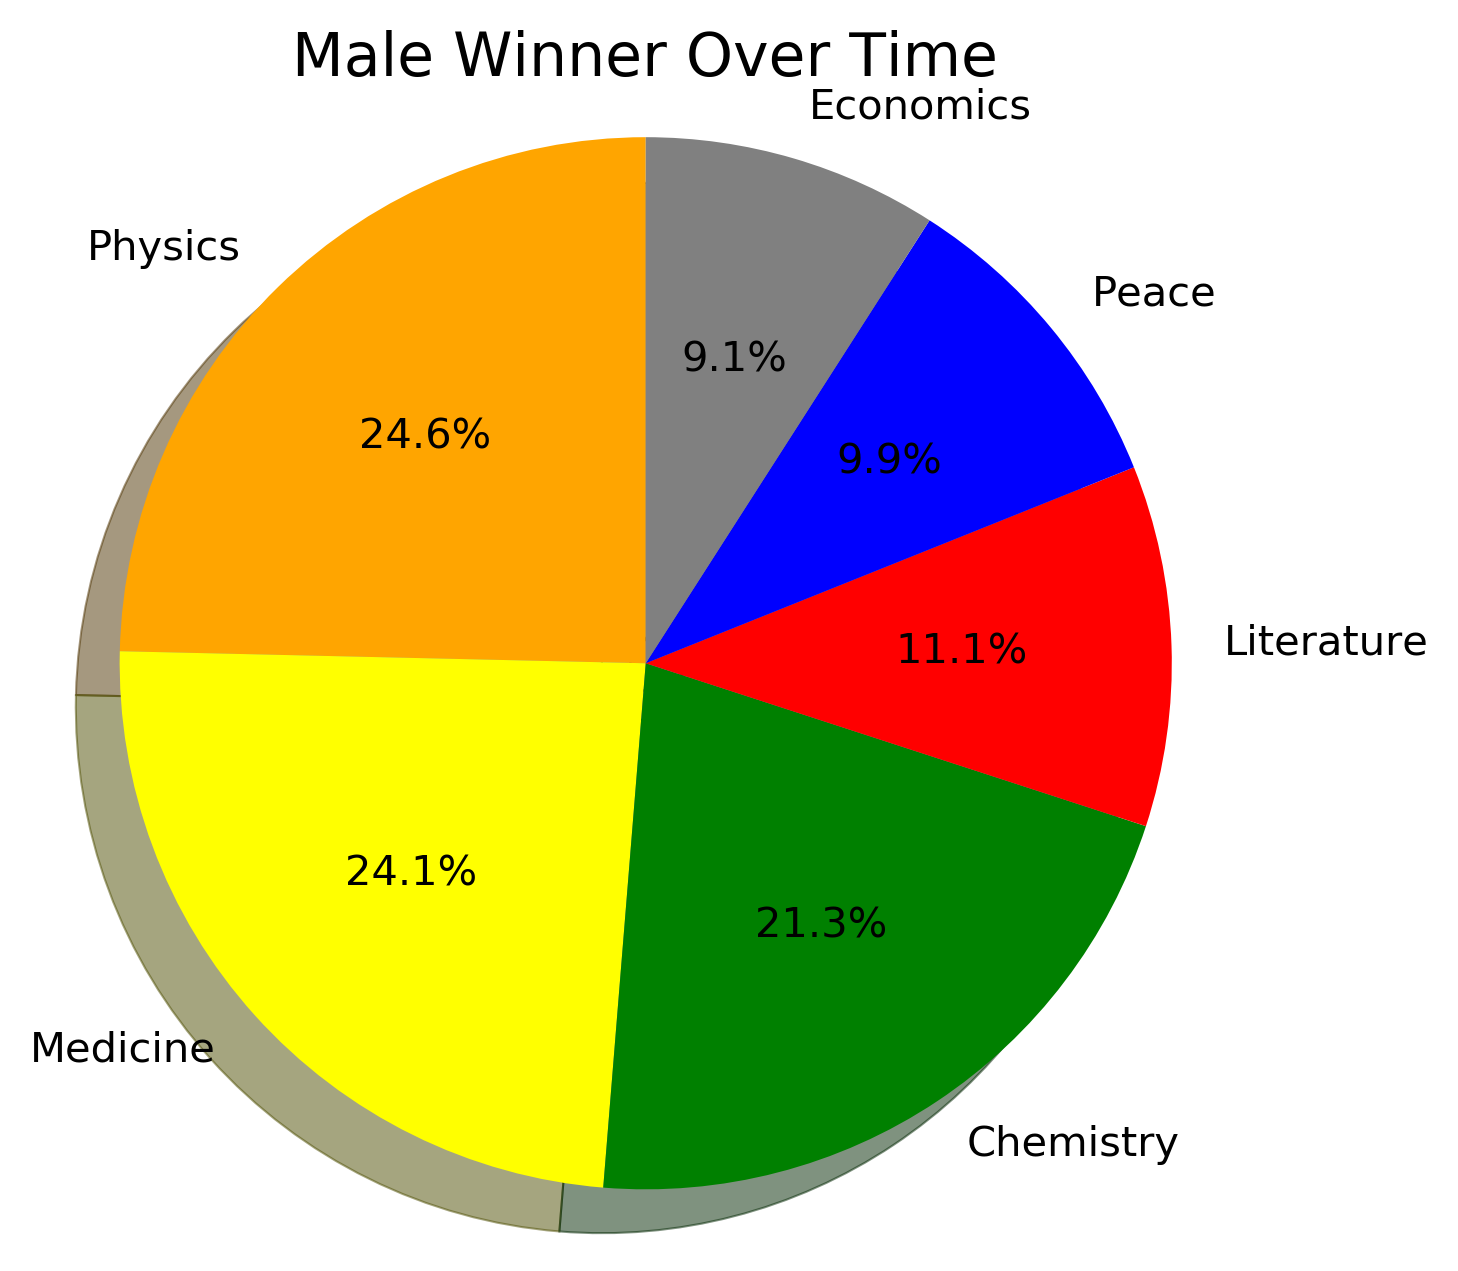 Male Winner Over Time
Economics
Physics
Peace
9.1%
24.6%
9.9%
Literature
11.1%
24.1%
21.3%
Medicine
Chemistry